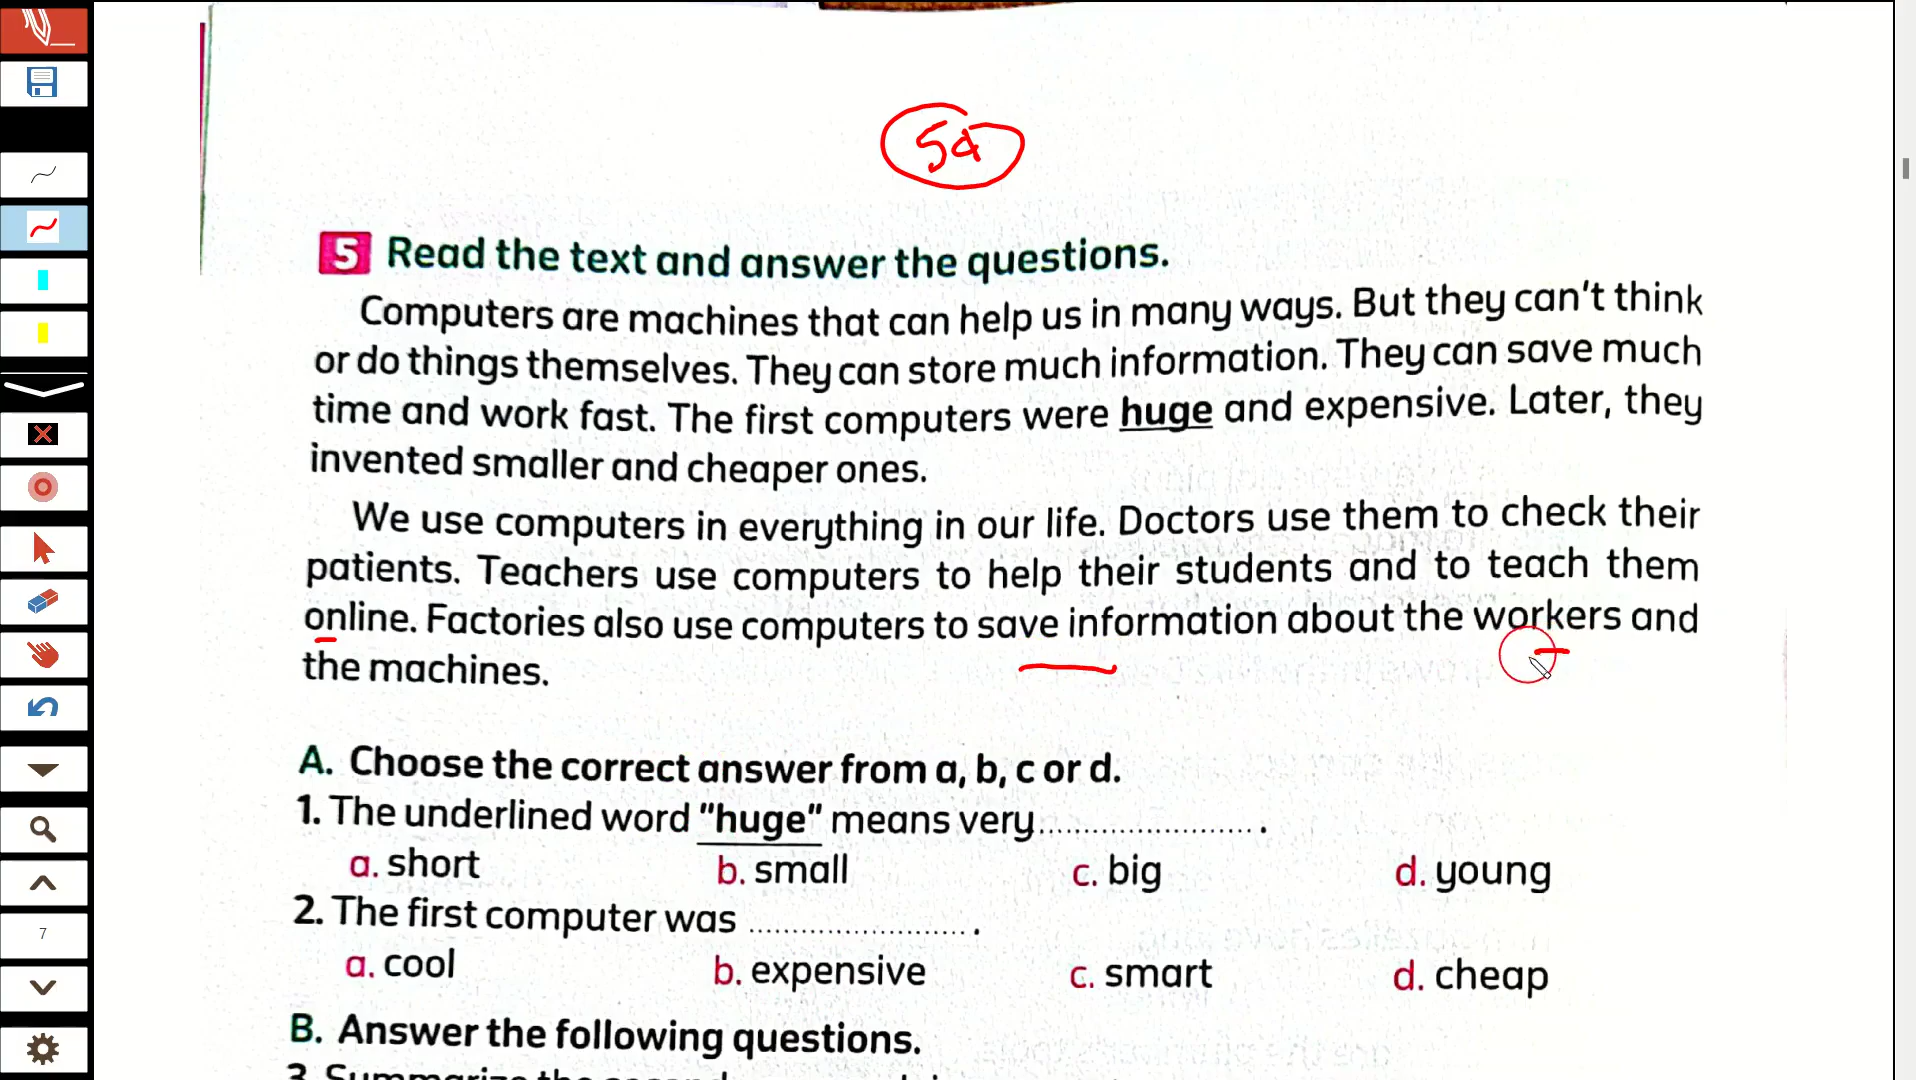 54
5 Read the text and answer the questions.
Computers are machines that can help us in many ways. But they can't think
or do things themselves. They can store much information. They can save much
time and work fast. The first computers were huge and expensive. Later, they
invented smaller and cheaper ones.
We use computers in everything in our life. Doctors use them to check their
patients. Teachers use computers to help their students and to teach them
online. Factories also use computers to save information about the workers and
the machines.
A. Choose the correct answer from a, b, c or d.
1. The underlined word "huge" means very........................ .
a. short b. small c. big d. young
2. The first computer was ........................ .
a. cool b. expensive c. smart d. cheap
B. Answer the following questions.
7